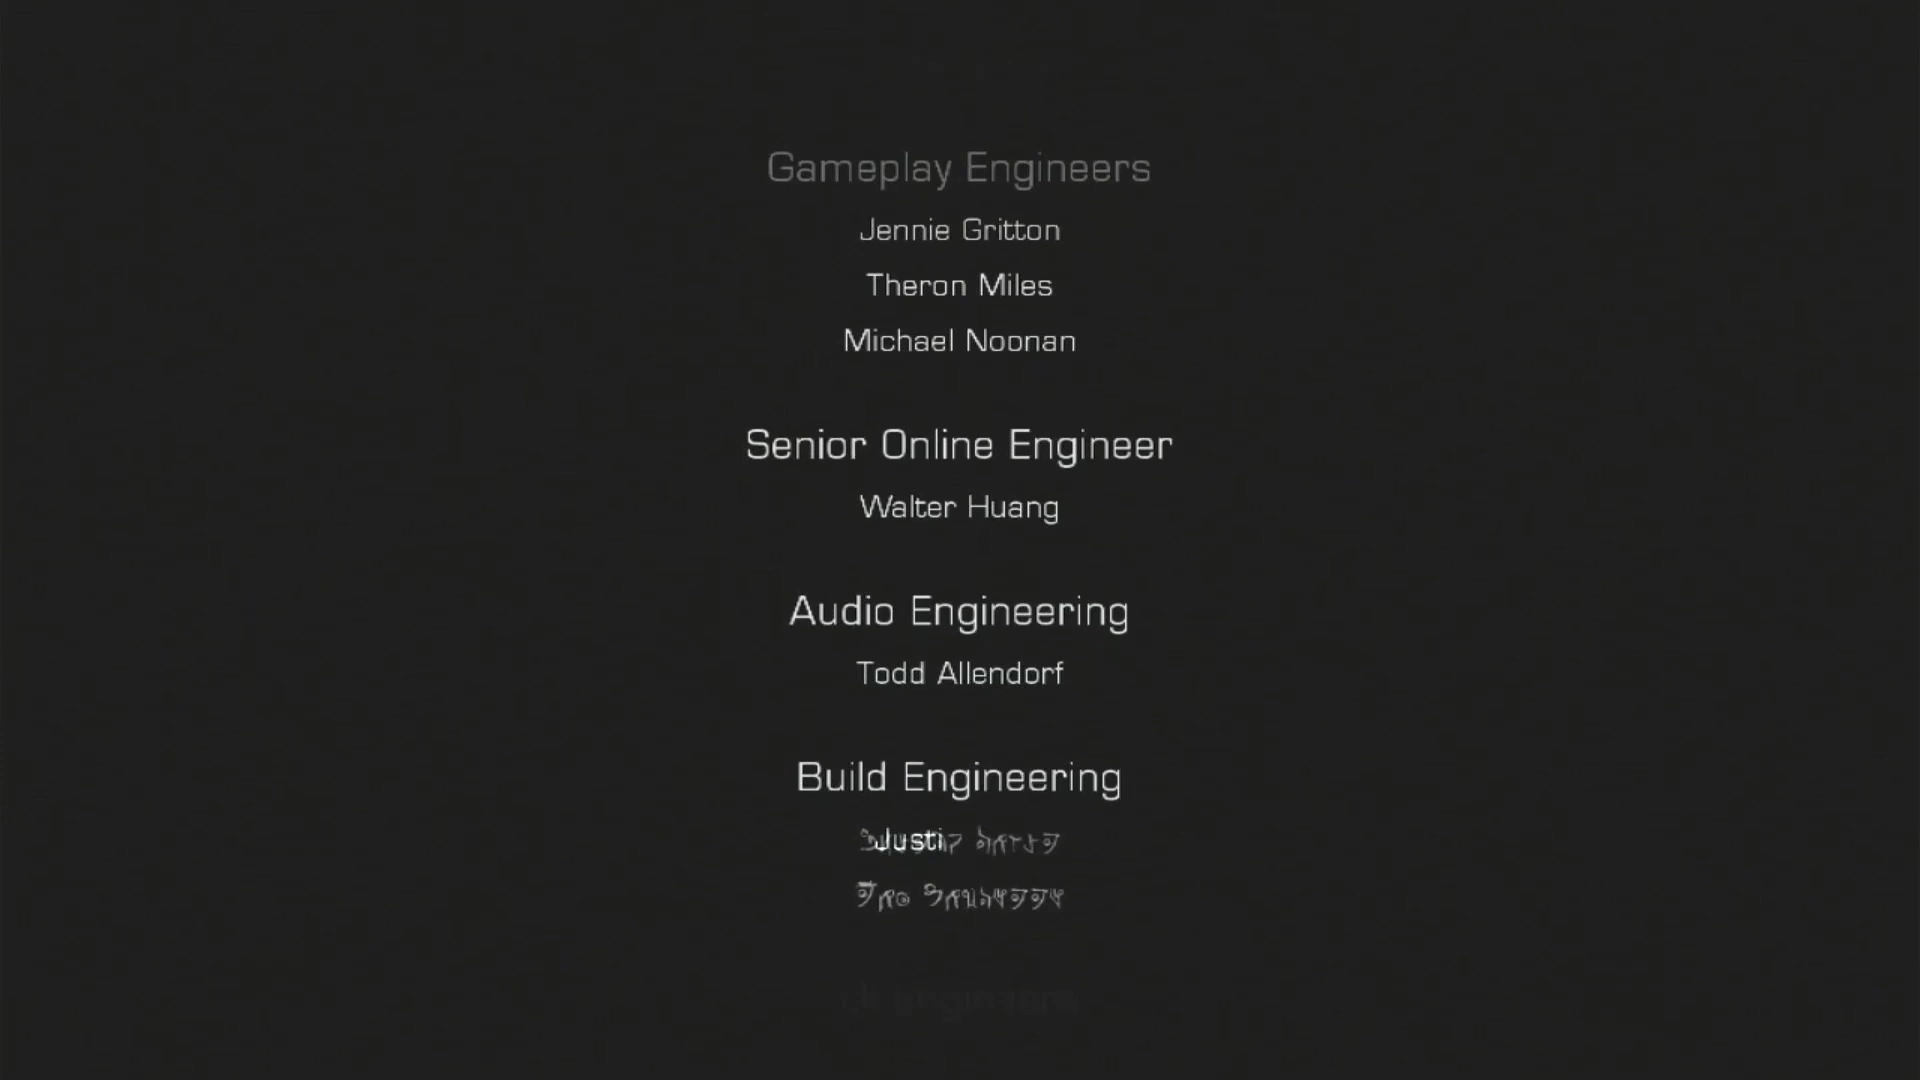 Gameplay Engineers
Jennie Gritton
Theron Miles
Michael Noonan
Senior Online Engineer
Walter Huang
Audio Engineering
Todd Allendorf
Build Engineering
Justi